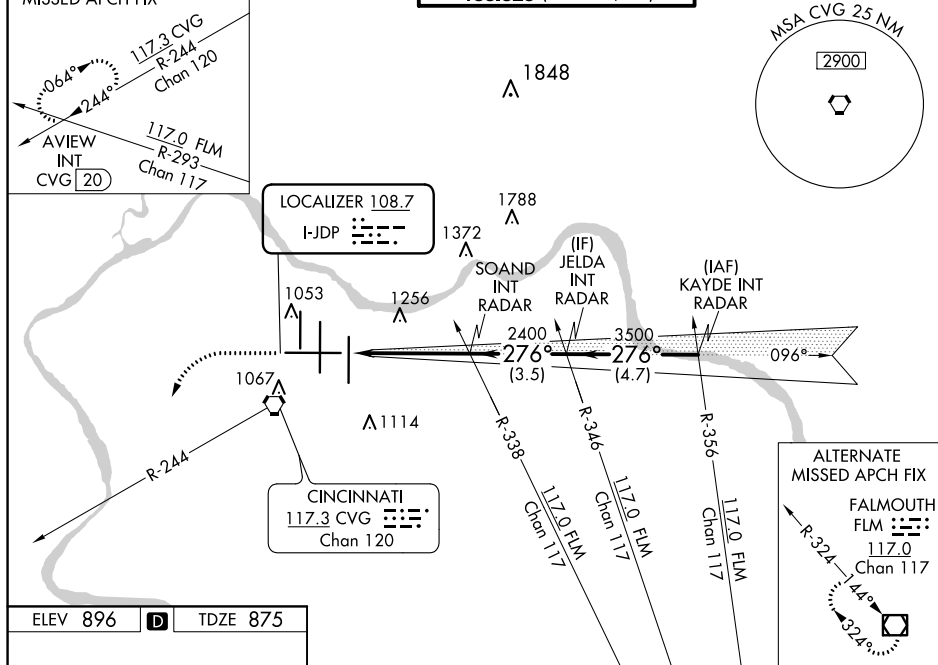 117.3 CVG
R-244
Chan 120
064°
244°
117.0 FLM
R-293
Chan 117
AVIEW
INT
CVG 20
MSA CVG 25 NM
2900
1848
LOCALIZER 108.7
I-JDP
1788
1372
SOAND
INT
RADAR
(IF)
JELDA
INT
RADAR
(IAF)
KAYDE INT
RADAR
1053
1256
2400
276°
(3.5)
3500
276°
(4.7)
096°
1067
1114
R-244
R-338
R-346
R-356
CINCINNATI
117.3 CVG
Chan 120
117.0 FLM
Chan 117
117.0 FLM
Chan 117
117.0 FLM
Chan 117
ALTERNATE
MISSED APCH FIX
FALMOUTH
FLM
117.0
Chan 117
R-324
144°
324°
ELEV 896 D TDZE 875